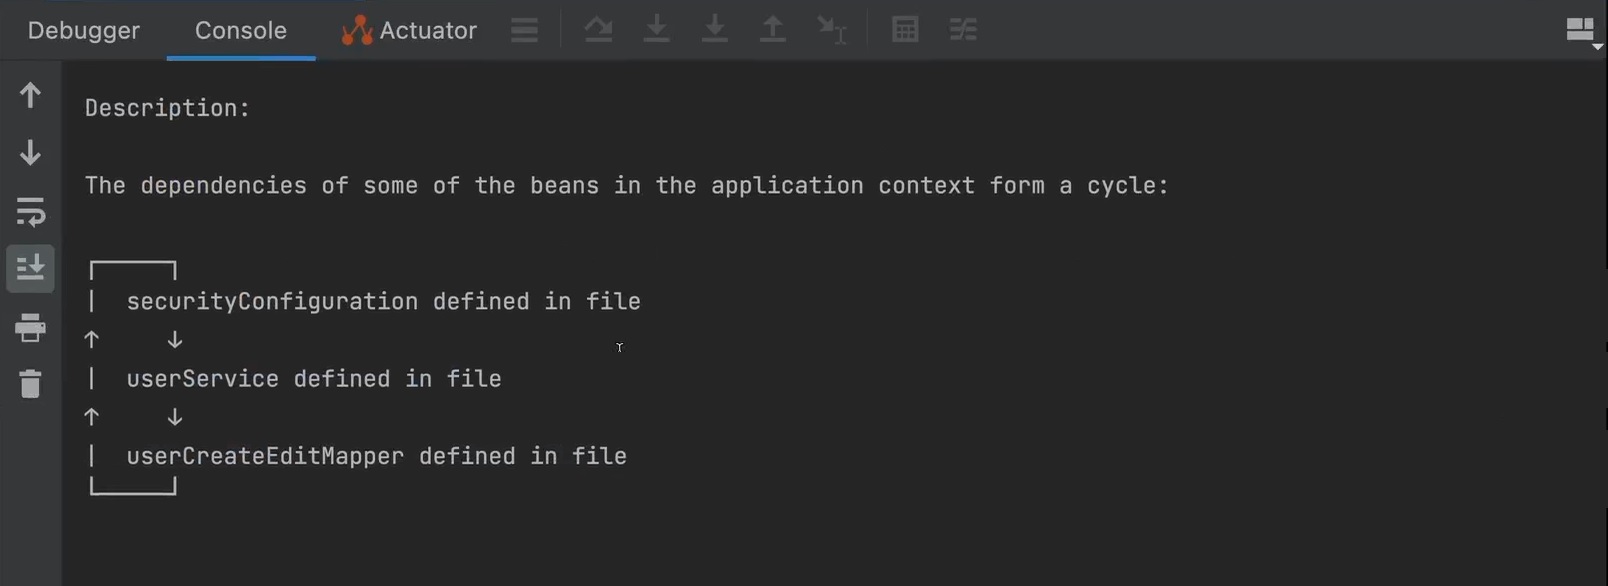 Debugger Console Actuator
Description:
The dependencies of some of the beans in the application context form a cycle:
┌─────┐
|  securityConfiguration defined in file
↑     ↓
|  userService defined in file
↑     ↓
|  userCreateEditMapper defined in file
└─────┘